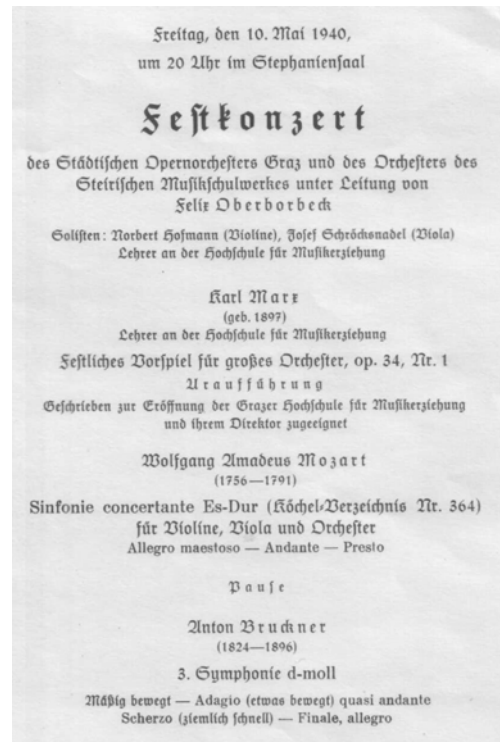 Freitag, den 10. Mai 1940,
um 20 Uhr im Stephaniensaal
Festkonzert
des Städtischen Opernorchesters Graz und des Orchesters des
Steirischen Musikschulwerkes unter Leitung von
Felix Oberborbeck
Solisten: Norbert Hofmann (Violine), Josef Schröcksnadel (Viola)
Lehrer an der Hochschule für Musikerziehung
Karl Marx
(geb. 1897)
Lehrer an der Hochschule für Musikerziehung
Festliches Vorspiel für großes Orchester, op. 34, Nr. 1
Uraufführung
Geschrieben zur Eröffnung der Grazer Hochschule für Musikerziehung
und ihrem Direktor zugeeignet
Wolfgang Amadeus Mozart
(1756—1791)
Sinfonie concertante Es-Dur (Köchel-Verzeichnis Nr. 364)
für Violine, Viola und Orchester
Allegro maestoso — Andante — Presto
Pause
Anton Bruckner
(1824—1896)
3. Symphonie d-moll
Mäßig bewegt — Adagio (etwas bewegt) quasi andante
Scherzo (ziemlich schnell) — Finale, allegro